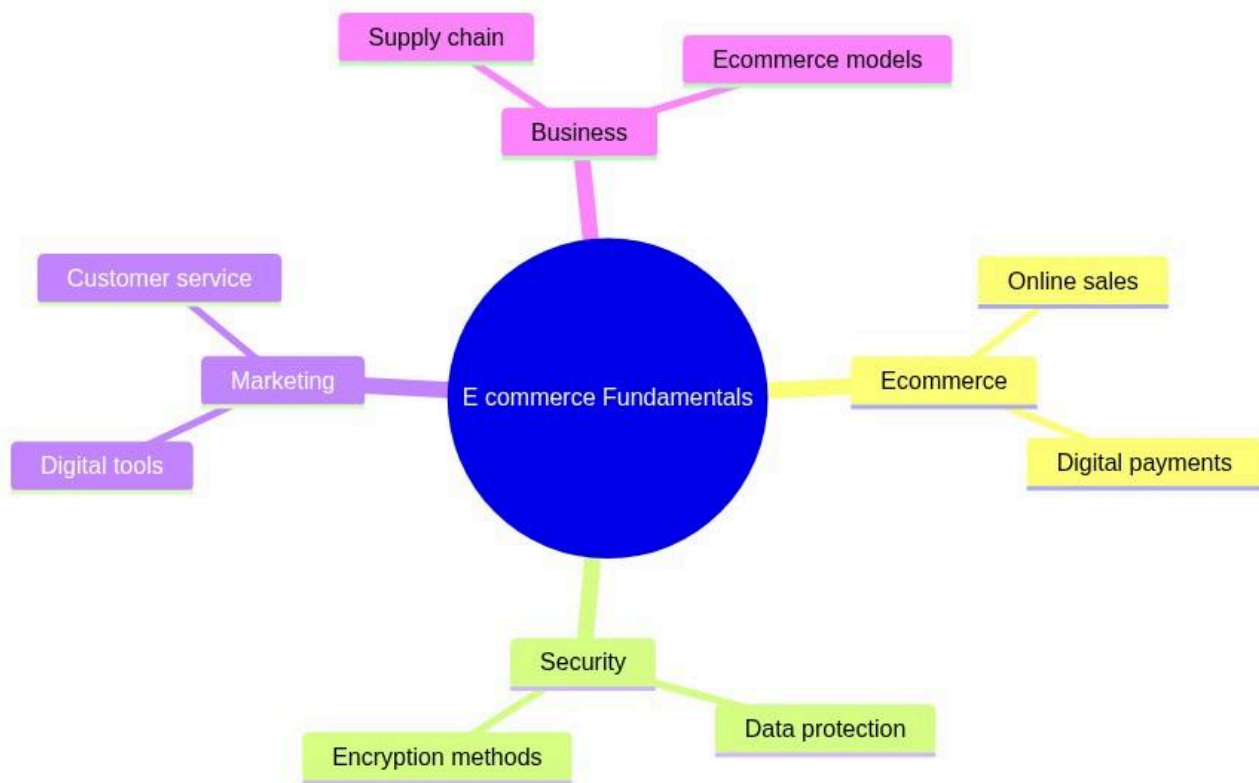 Supply chain
Ecommerce models
Business
Customer service
Online sales
Marketing
E commerce Fundamentals
Ecommerce
Digital tools
Digital payments
Security
Data protection
Encryption methods